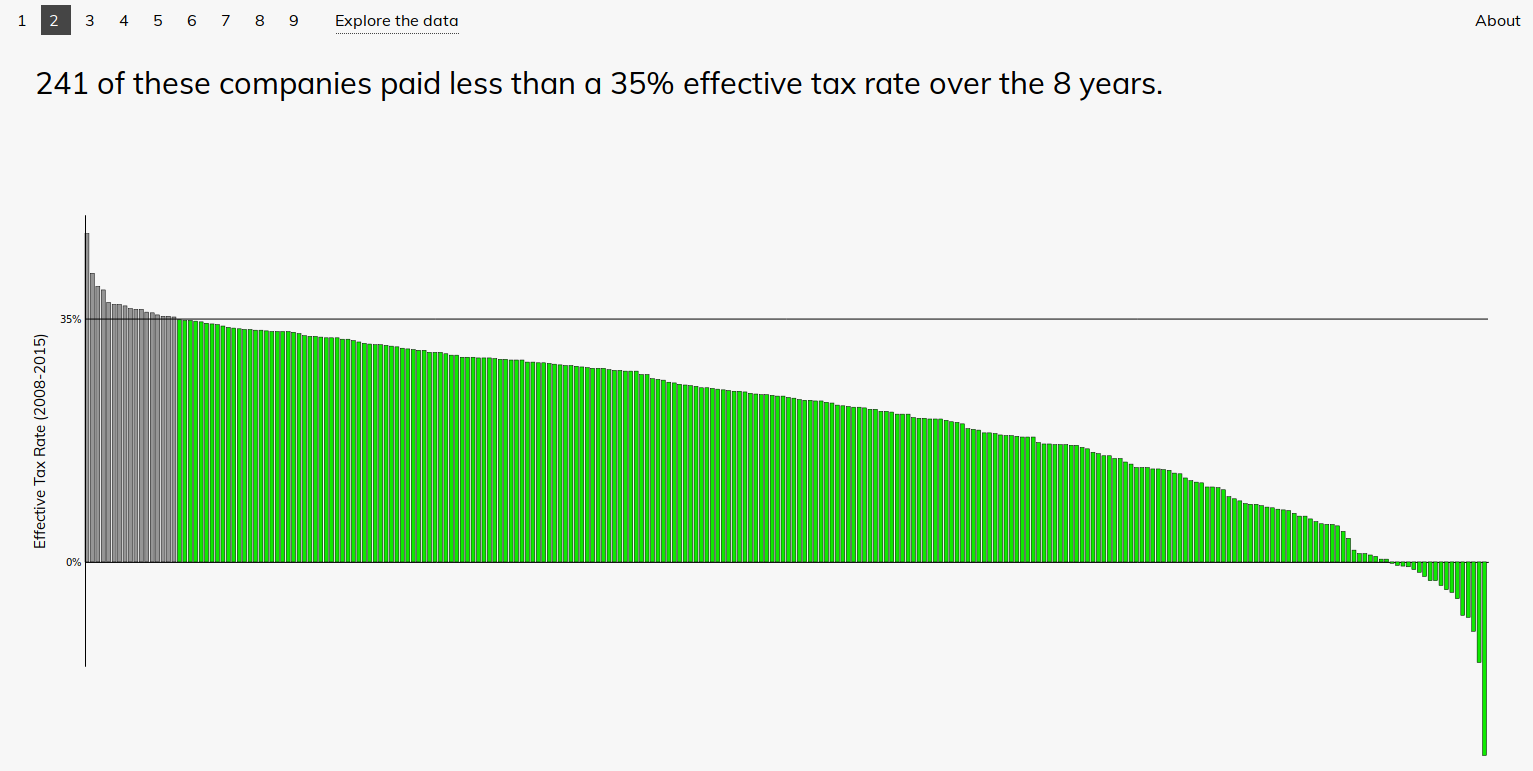 1 2 3 4 5 6 7 8 9 Explore the data About
241 of these companies paid less than a 35% effective tax rate over the 8 years.
35%
Effective Tax Rate (2008-2015)
0%